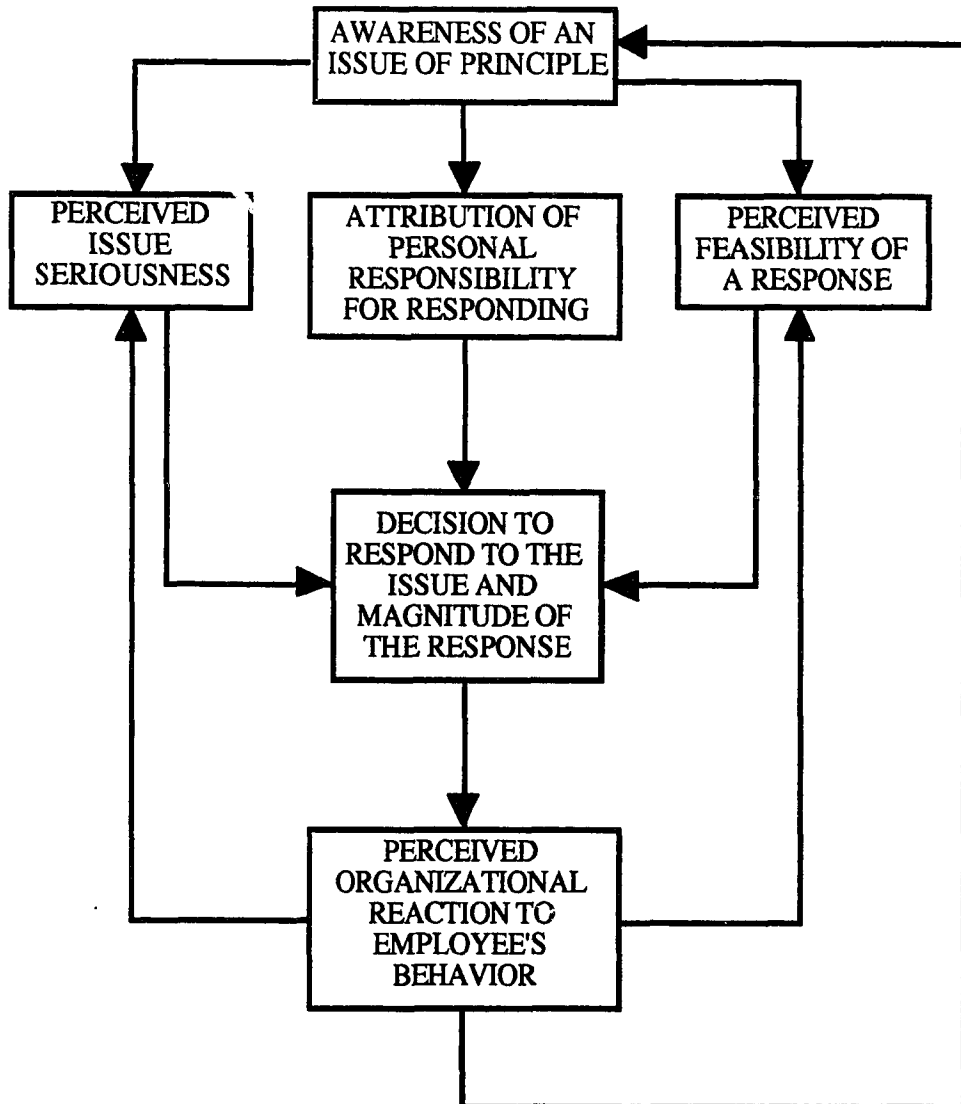 AWARENESS OF AN
ISSUE OF PRINCIPLE
PERCEIVED
ISSUE
SERIOUSNESS
ATTRIBUTION OF
PERSONAL
RESPONSIBILITY
FOR RESPONDING
PERCEIVED
FEASIBILITY OF
A RESPONSE
DECISION TO
RESPOND TO THE
ISSUE AND
MAGNITUDE OF
THE RESPONSE
PERCEIVED
ORGANIZATIONAL
REACTION TO
EMPLOYEE'S
BEHAVIOR